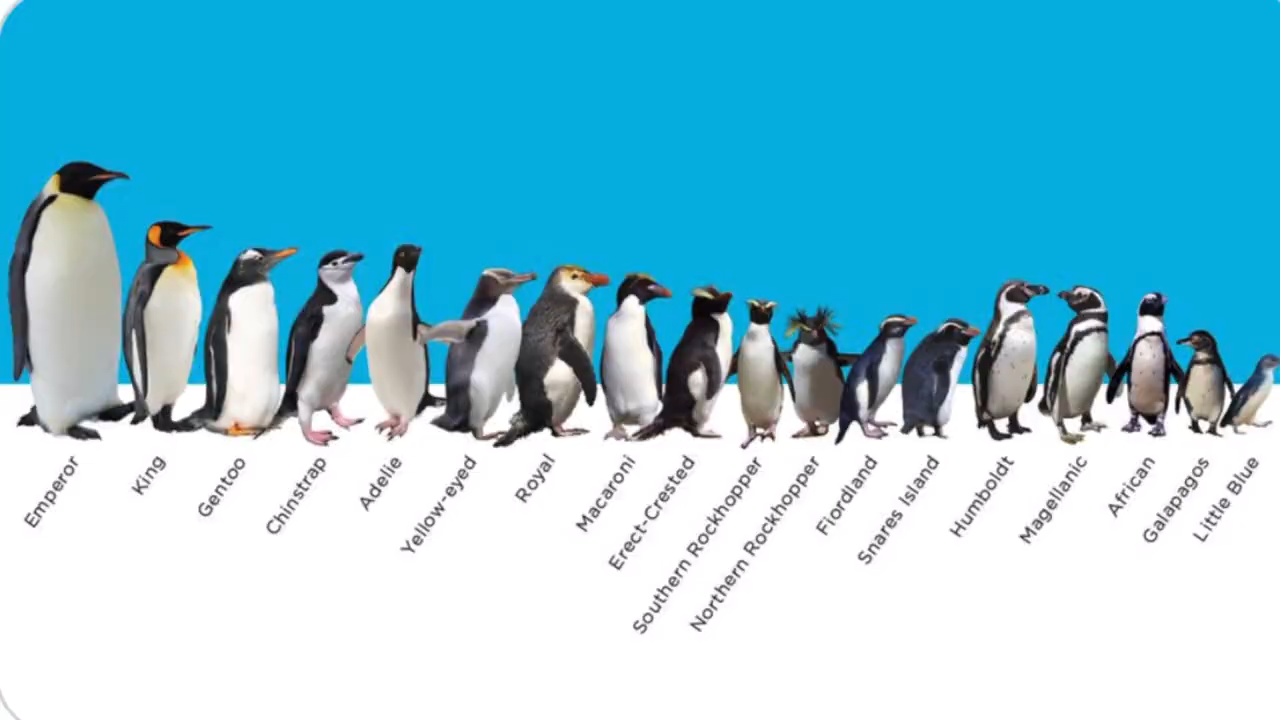 Emperor
King
Gentoo
Chinstrap
Adelie
Yellow-eyed
Royal
Macaroni
Erect-Crested
Southern Rockhopper
Northern Rockhopper
Fiordland
Snares Island
Humboldt
Magellanic
African
Galapagos
Little Blue